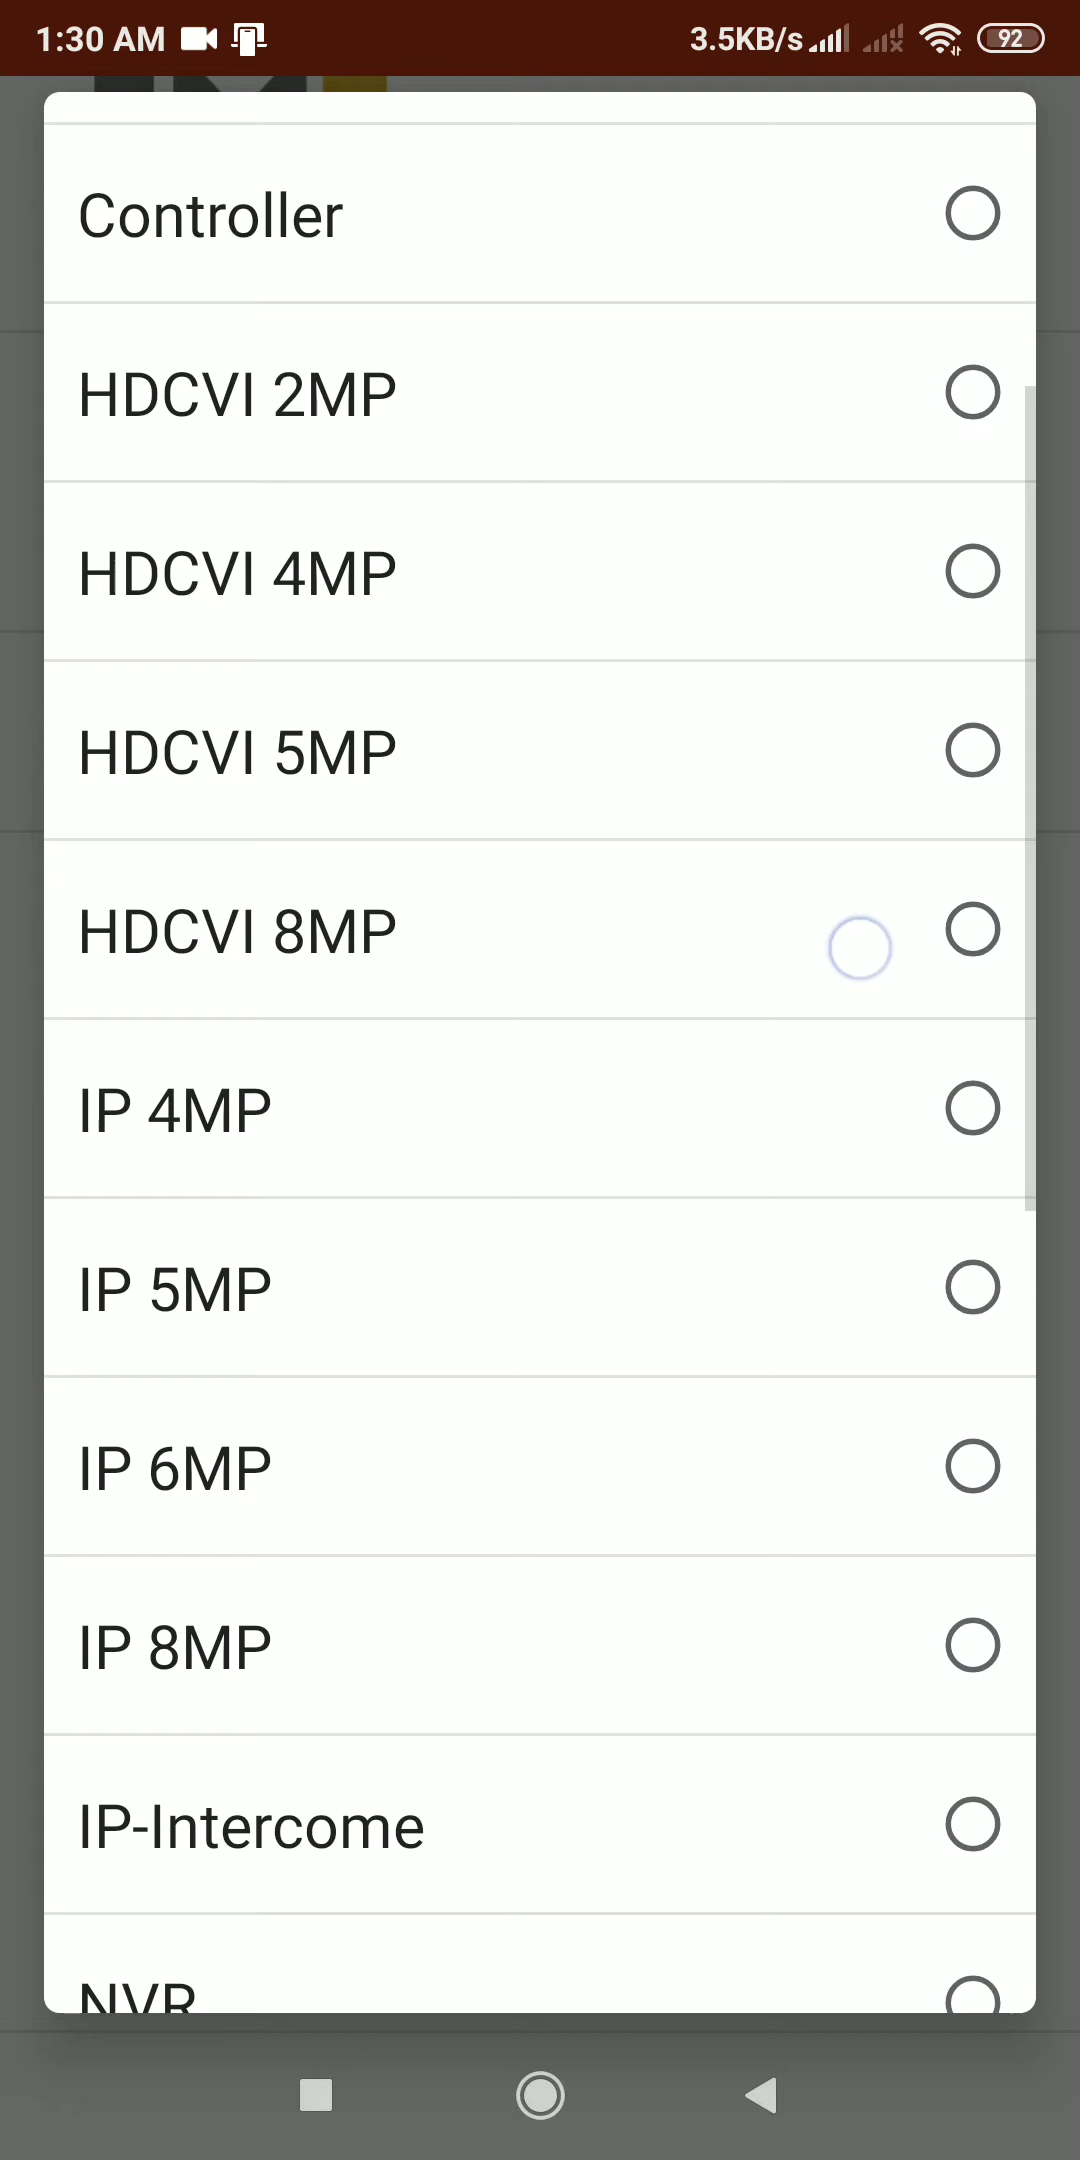 1:30 AM 3.5KB/s 92
Controller
HDCVI 2MP
HDCVI 4MP
HDCVI 5MP
HDCVI 8MP
IP 4MP
IP 5MP
IP 6MP
IP 8MP
IP-Intercome
NVR